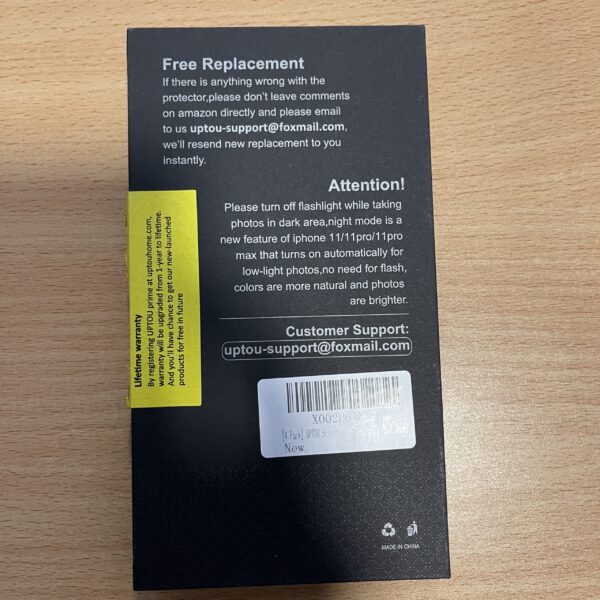 Free Replacement
If there is anything wrong with the
protector,please don't leave comments
on amazon directly and please email
to us uptou-support@foxmail.com,
we'll resend new replacement to you
instantly.
Attention!
Please turn off flashlight while taking
photos in dark area,night mode is a
new feature of iphone 11/11pro/11pro
max that turns on automatically for
low-light photos,no need for flash,
colors are more natural and photos
are brighter.
Lifetime warranty
By registering UPTOU prime at uptouhome.com,
warranty will be upgraded from 1-year to lifetime.
And you'll have chance to get our new-launched
products for free in future
Customer Support:
uptou-support@foxmail.com
[4 Pack] UPTOU
New
MADE IN CHINA